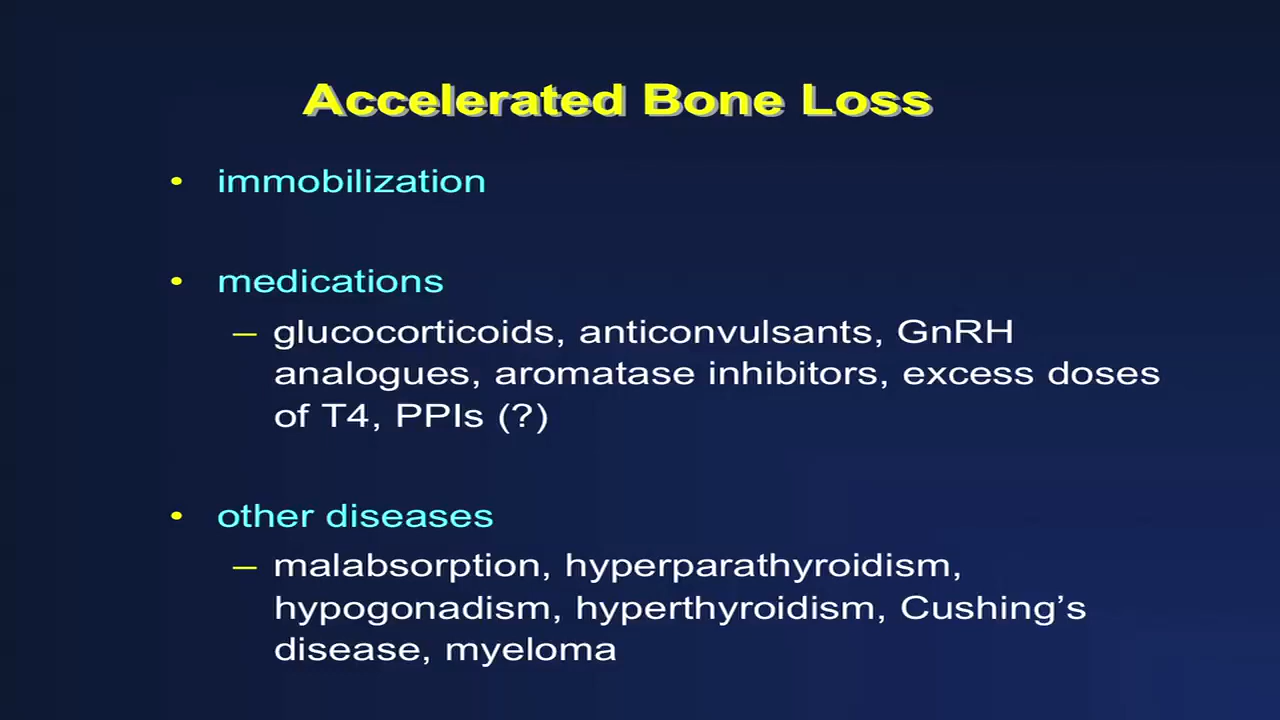 Accelerated Bone Loss
• immobilization
• medications
– glucocorticoids, anticonvulsants, GnRH
analogues, aromatase inhibitors, excess doses
of T4, PPIs (?)
• other diseases
– malabsorption, hyperparathyroidism,
hypogonadism, hyperthyroidism, Cushing’s
disease, myeloma